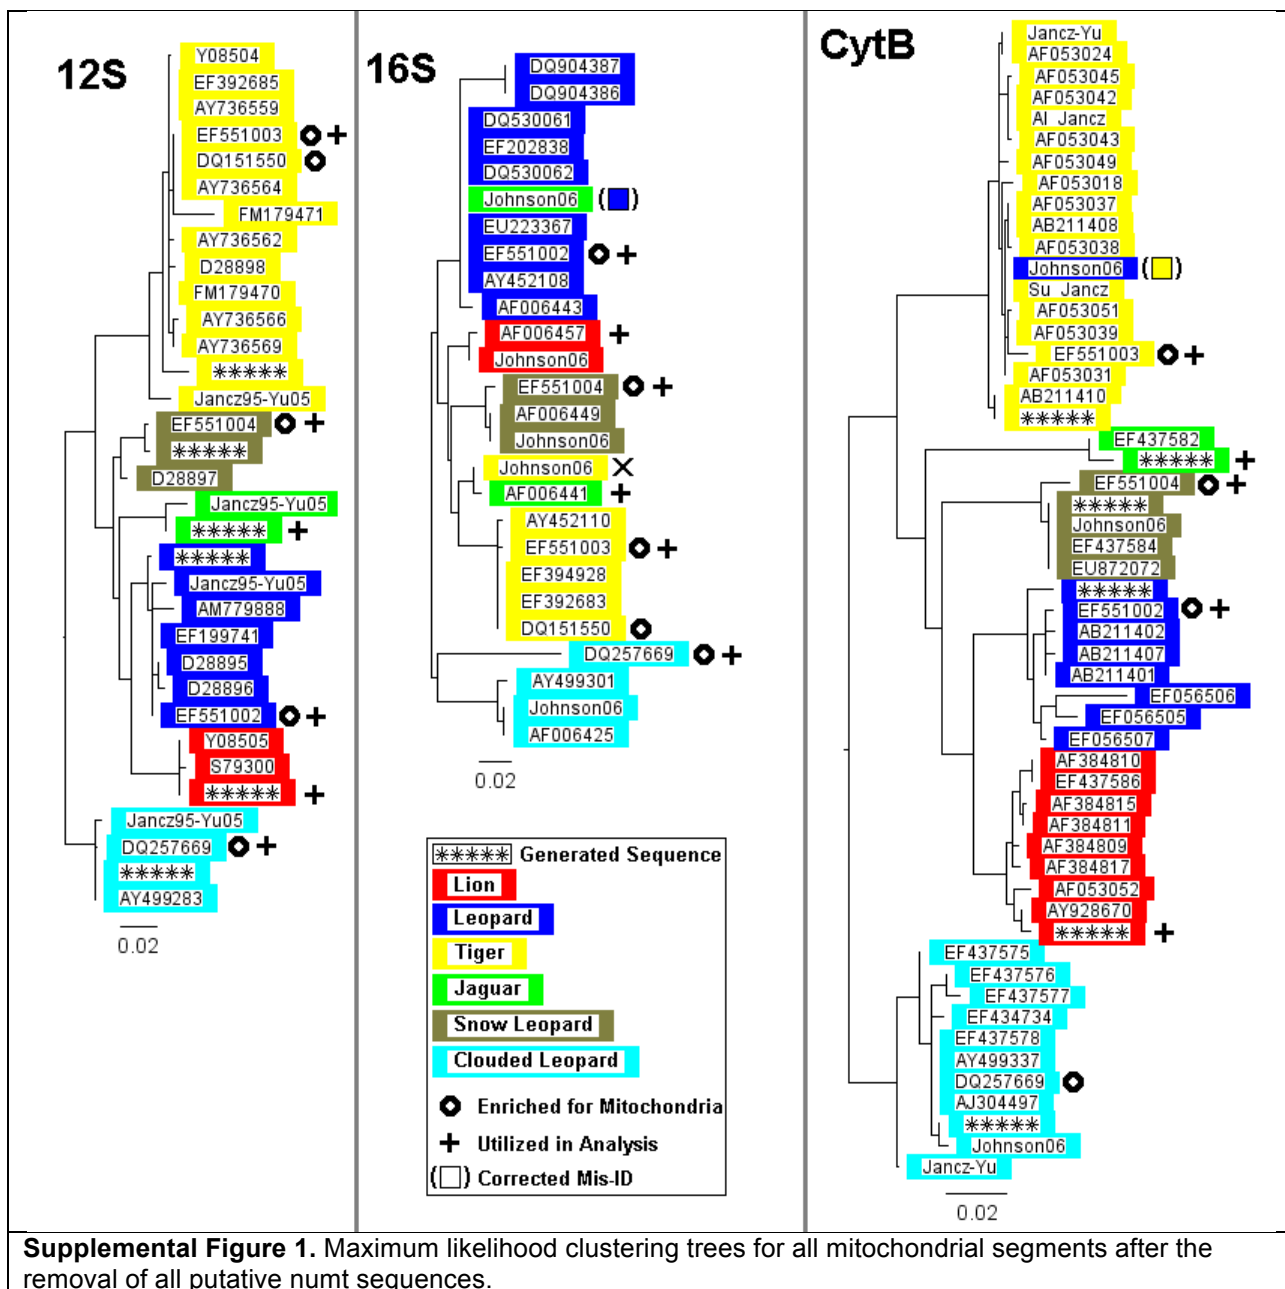 12S
Y08504
EF392685
AY736559
EF551003
DQ151550
AY736564
FM179471
AY736562
D28898
FM179470
AY736566
AY736569
*****
Jancz95-Yu05
EF551004
*****
D28897
Jancz95-Yu05
*****
*****
Jancz95-Yu05
AM779888
EF199741
D28895
D28896
EF551002
Y08505
S79300
*****
Jancz95-Yu05
DQ257669
*****
AY499283
0.02
16S
DQ904387
DQ904386
DQ530061
EF202838
DQ530062
Johnson06
EU223367
EF551002
AY452108
AF006443
AF006457
Johnson06
EF551004
AF006449
Johnson06
Johnson06
AF006441
AY452110
EF551003
EF394928
EF392683
DQ151550
DQ257669
AY499301
Johnson06
AF006425
0.02
***** Generated Sequence
Lion
Leopard
Tiger
Jaguar
Snow Leopard
Clouded Leopard
Enriched for Mitochondria
+ Utilized in Analysis
( ) Corrected Mis-ID
CytB
Jancz-Yu
AF053024
AF053045
AF053042
Al Jancz
AF053043
AF053049
AF053018
AF053037
AB211408
AF053038
Johnson06
Su Jancz
AF053051
AF053039
EF551003
AF053031
AB211410
*****
EF437582
*****
EF551004
*****
Johnson06
EF437584
EU872072
*****
EF551002
AB211402
AB211407
AB211401
EF056506
EF056505
EF056507
AF384810
EF437586
AF384815
AF384811
AF384809
AF384817
AF053052
AY928670
*****
EF437575
EF437576
EF437577
EF434734
EF437578
AY499337
DQ257669
AJ304497
*****
Johnson06
Jancz-Yu
0.02
Supplemental Figure 1. Maximum likelihood clustering trees for all mitochondrial segments after the
removal of all putative numt sequences.